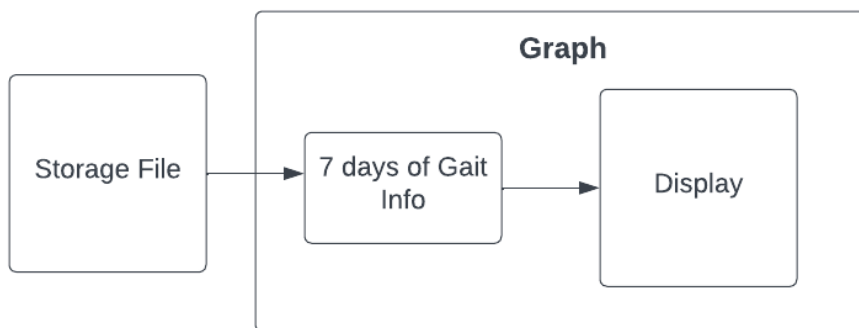 Graph
Storage File
7 days of Gait
Info
Display